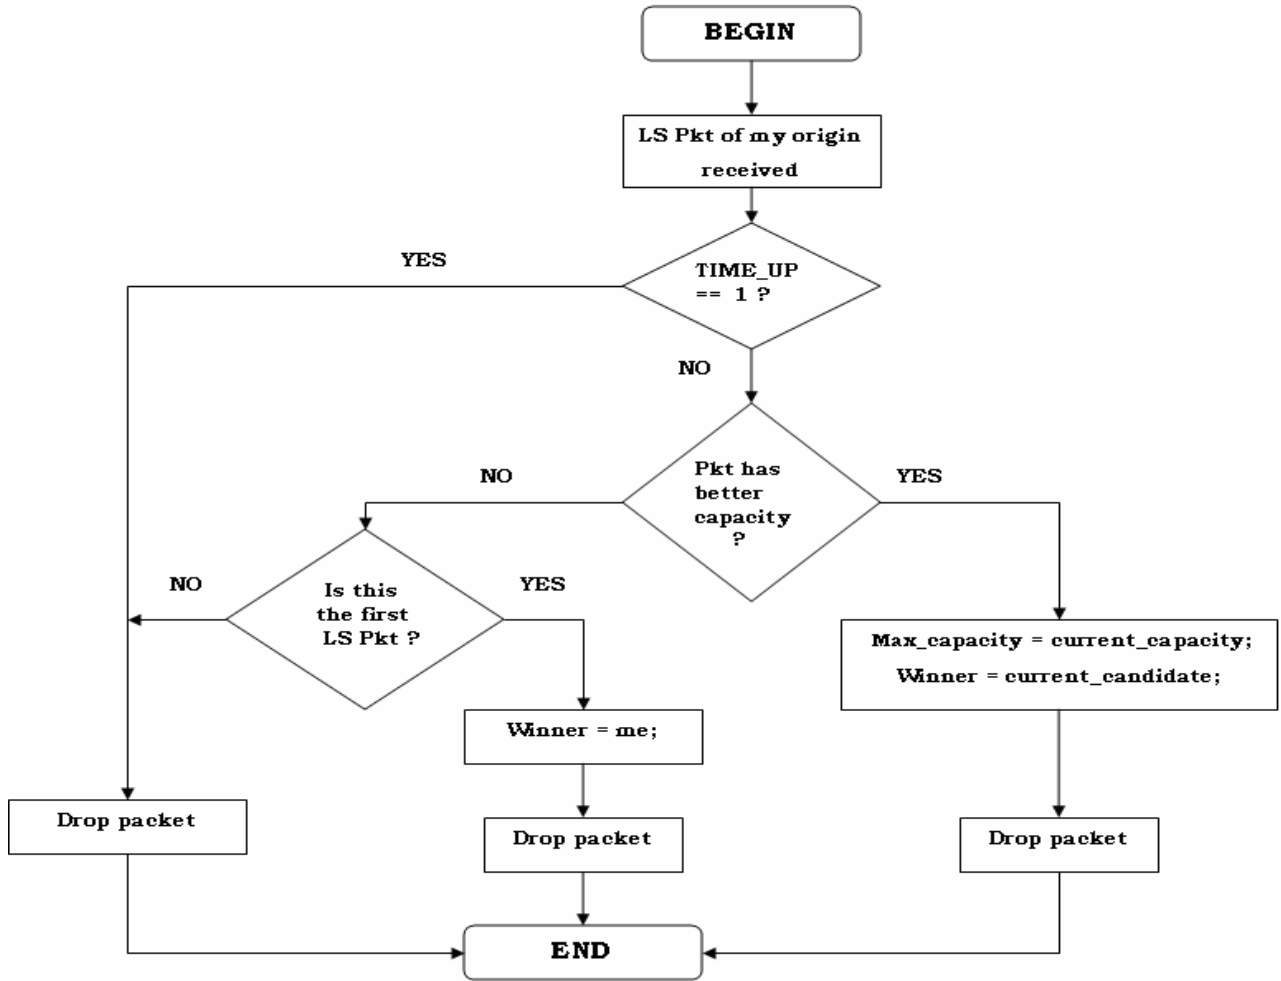 BEGIN
LS Pkt of my origin
received
YES
TIME_UP
== 1 ?
NO
NO
Pkt has
better
capacity
?
YES
NO
Is this
the first
LS Pkt ?
YES
Max_capacity = current_capacity;
Winner = current_candidate;
Winner = me;
Drop packet
Drop packet
Drop packet
END